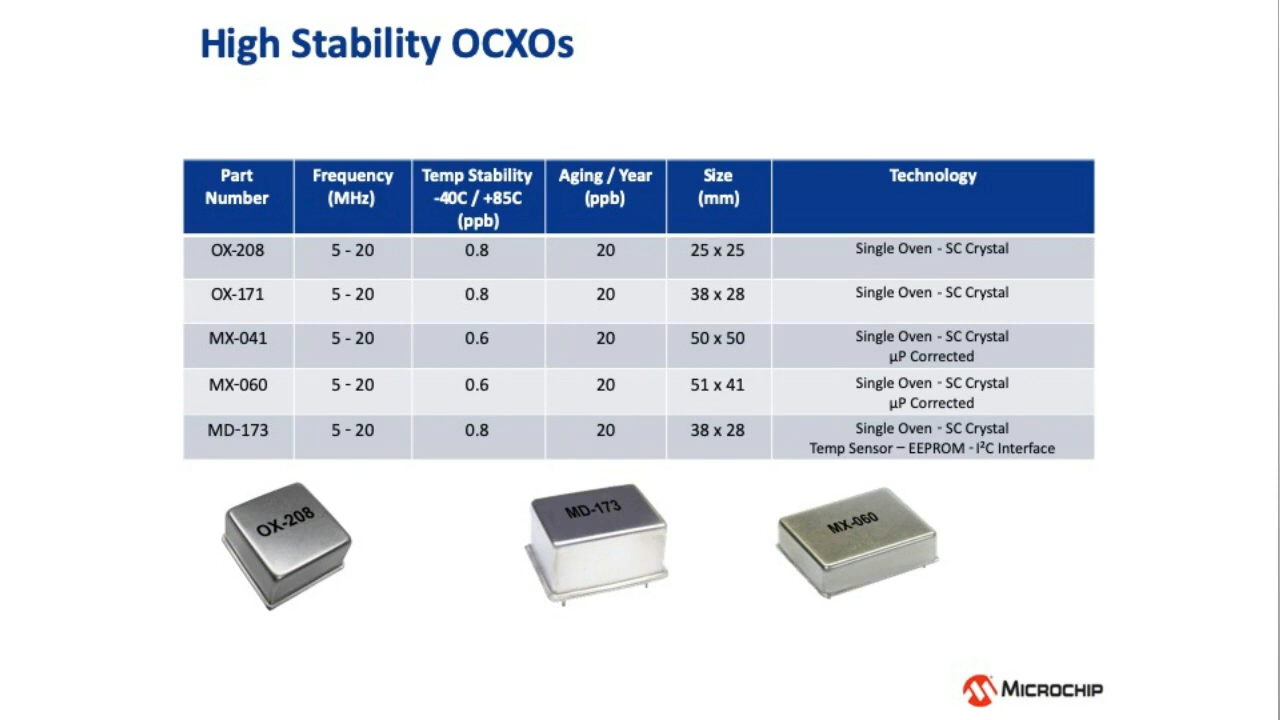 High Stability OCXOs
Part Number Frequency (MHz) Temp Stability -40C / +85C (ppb) Aging / Year (ppb) Size (mm) Technology
OX-208 5 - 20 0.8 20 25 x 25 Single Oven - SC Crystal
OX-171 5 - 20 0.8 20 38 x 28 Single Oven - SC Crystal
MX-041 5 - 20 0.6 20 50 x 50 Single Oven - SC Crystal
µP Corrected
MX-060 5 - 20 0.6 20 51 x 41 Single Oven - SC Crystal
µP Corrected
MD-173 5 - 20 0.8 20 38 x 28 Single Oven - SC Crystal
Temp Sensor – EEPROM - I²C Interface
OX-208
MD-173
MX-060
MICROCHIP